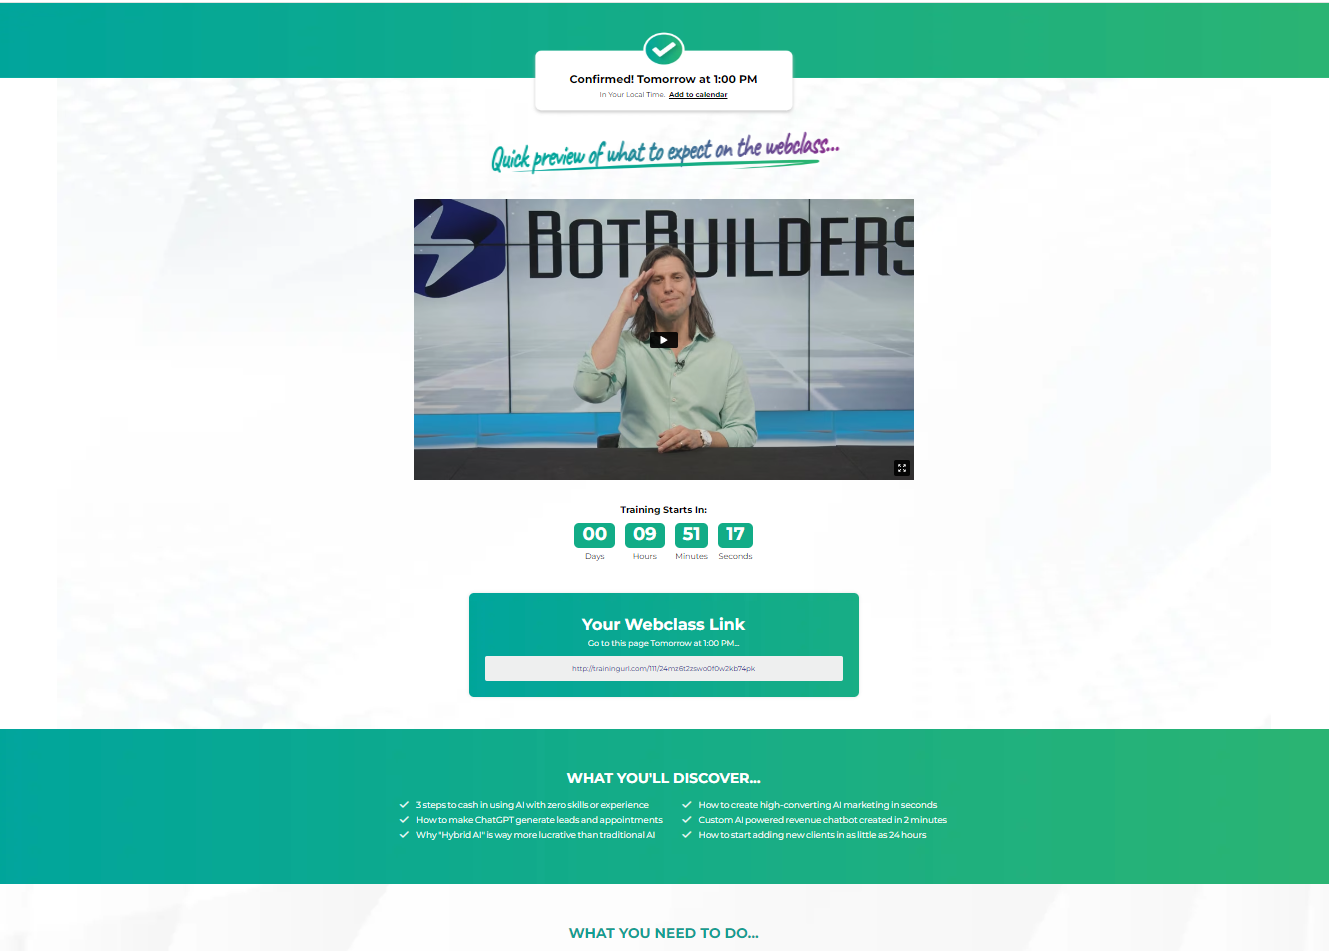 Confirmed! Tomorrow at 1:00 PM
In Your Local Time. Add to calendar
Quick preview of what to expect on the webclass...
BOTBUILDERS
Training Starts In:
00 09 51 17
Days Hours Minutes Seconds
Your Webclass Link
Go to this page Tomorrow at 1:00 PM...
http://trainingurl.com/111/24mz6t2zswo0f0w2kb74pk
WHAT YOU'LL DISCOVER...
3 steps to cash in using AI with zero skills or experience
How to make ChatGPT generate leads and appointments
Why "Hybrid AI" is way more lucrative than traditional AI
How to create high-converting AI marketing in seconds
Custom AI powered revenue chatbot created in 2 minutes
How to start adding new clients in as little as 24 hours
WHAT YOU NEED TO DO...